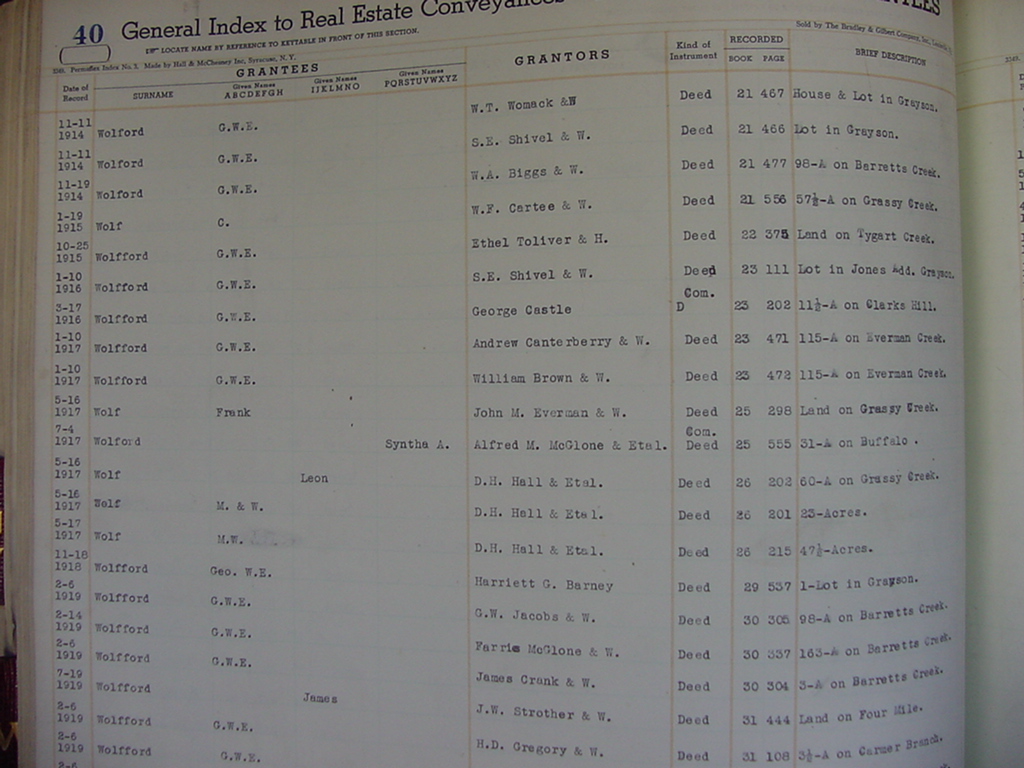 40 General Index to Real Estate Conveyances
LOCATE NAME BY REFERENCE TO KEYTABLE IN FRONT OF THIS SECTION.
Sold by The Bradley & Gilbert Company, Inc.
Made by Hall & McChesney Inc, Syracuse, N. Y.
GRANTEES GRANTORS Kind of Instrument RECORDED BOOK PAGE BRIEF DESCRIPTION
Date of Record SURNAME Given Names ABCDEFGH Given Names IJKLMNO Given Names PQRSTUVWXYZ
11-11 1914 Wolford G.W.E. W.T. Womack &W Deed 21 467 House & Lot in Grayson.
11-11 1914 Wolford G.W.E. S.E. Shivel & W. Deed 21 466 Lot in Grayson.
11-19 1914 Wolford G.W.E. W.A. Biggs & W. Deed 21 477 98-A on Barretts Creek.
1-19 1915 Wolf C. W.F. Cartee & W. Deed 21 556 57½-A on Grassy Creek.
10-25 1915 Wolfford G.W.E. Ethel Toliver & H. Deed 22 375 Land on Tygart Creek.
1-10 1916 Wolfford G.W.E. S.E. Shivel & W. Deed 23 111 Lot in Jones Add. Grayson.
3-17 1916 Wolfford G.W.E. George Castle Com. D 23 202 11½-A on Clarks Hill.
1-10 1917 Wolfford G.W.E. Andrew Canterberry & W. Deed 23 471 115-A on Everman Creek.
1-10 1917 Wolfford G.W.E. William Brown & W. Deed 23 472 115-A on Everman Creek.
5-16 1917 Wolf Frank John M. Everman & W. Deed 25 298 Land on Grassy Creek.
7-4 1917 Wolford Syntha A. Alfred M. McGlone & Etal. Com. Deed 25 555 31-A on Buffalo .
5-16 1917 Wolf Leon D.H. Hall & Etal. Deed 26 202 60-A on Grassy Creek.
5-16 1917 Wolf M. & W. D.H. Hall & Etal. Deed 26 201 23-Acres.
5-17 1917 Wolf M.W. D.H. Hall & Etal. Deed 26 215 47½-Acres.
11-18 1918 Wolfford Geo. W.E. Harriett G. Barney Deed 29 537 1-Lot in Grayson.
2-6 1919 Wolfford G.W.E. G.W. Jacobs & W. Deed 30 305 98-A on Barretts Creek.
2-14 1919 Wolfford G.W.E. Farris McGlone & W. Deed 30 337 163-A on Barretts Creek.
2-6 1919 Wolfford G.W.E. James Crank & W. Deed 30 304 3-A on Barretts Creek.
7-19 1919 Wolfford James J.W. Strother & W. Deed 31 444 Land on Four Mile.
2-6 1919 Wolfford G.W.E. H.D. Gregory & W. Deed 31 108 3½-A on Carmer Branch.
2-6 1919 Wolfford G.W.E.
2-6